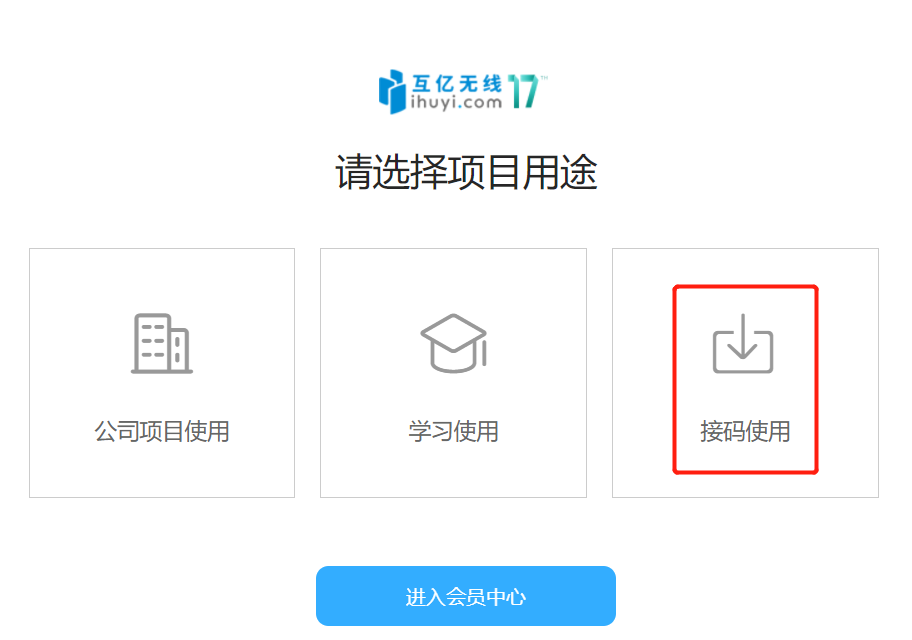 互亿无线 17™
ihuyi.com
请选择项目用途
公司项目使用 学习使用 接码使用
进入会员中心